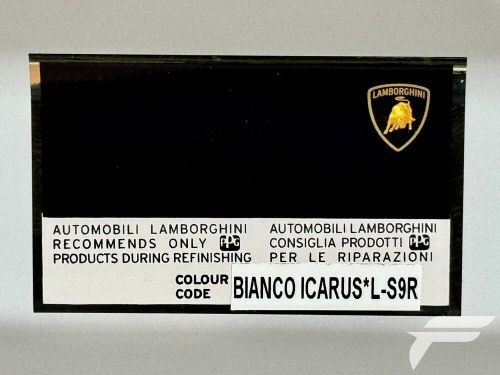 LAMBORGHINI
AUTOMOBILI LAMBORGHINI
RECOMMENDS ONLY PPG
PRODUCTS DURING REFINISHING
AUTOMOBILI LAMBORGHINI
CONSIGLIA PRODOTTI PPG
PER LE RIPARAZIONI
COLOUR
CODE
BIANCO ICARUS*L-S9R